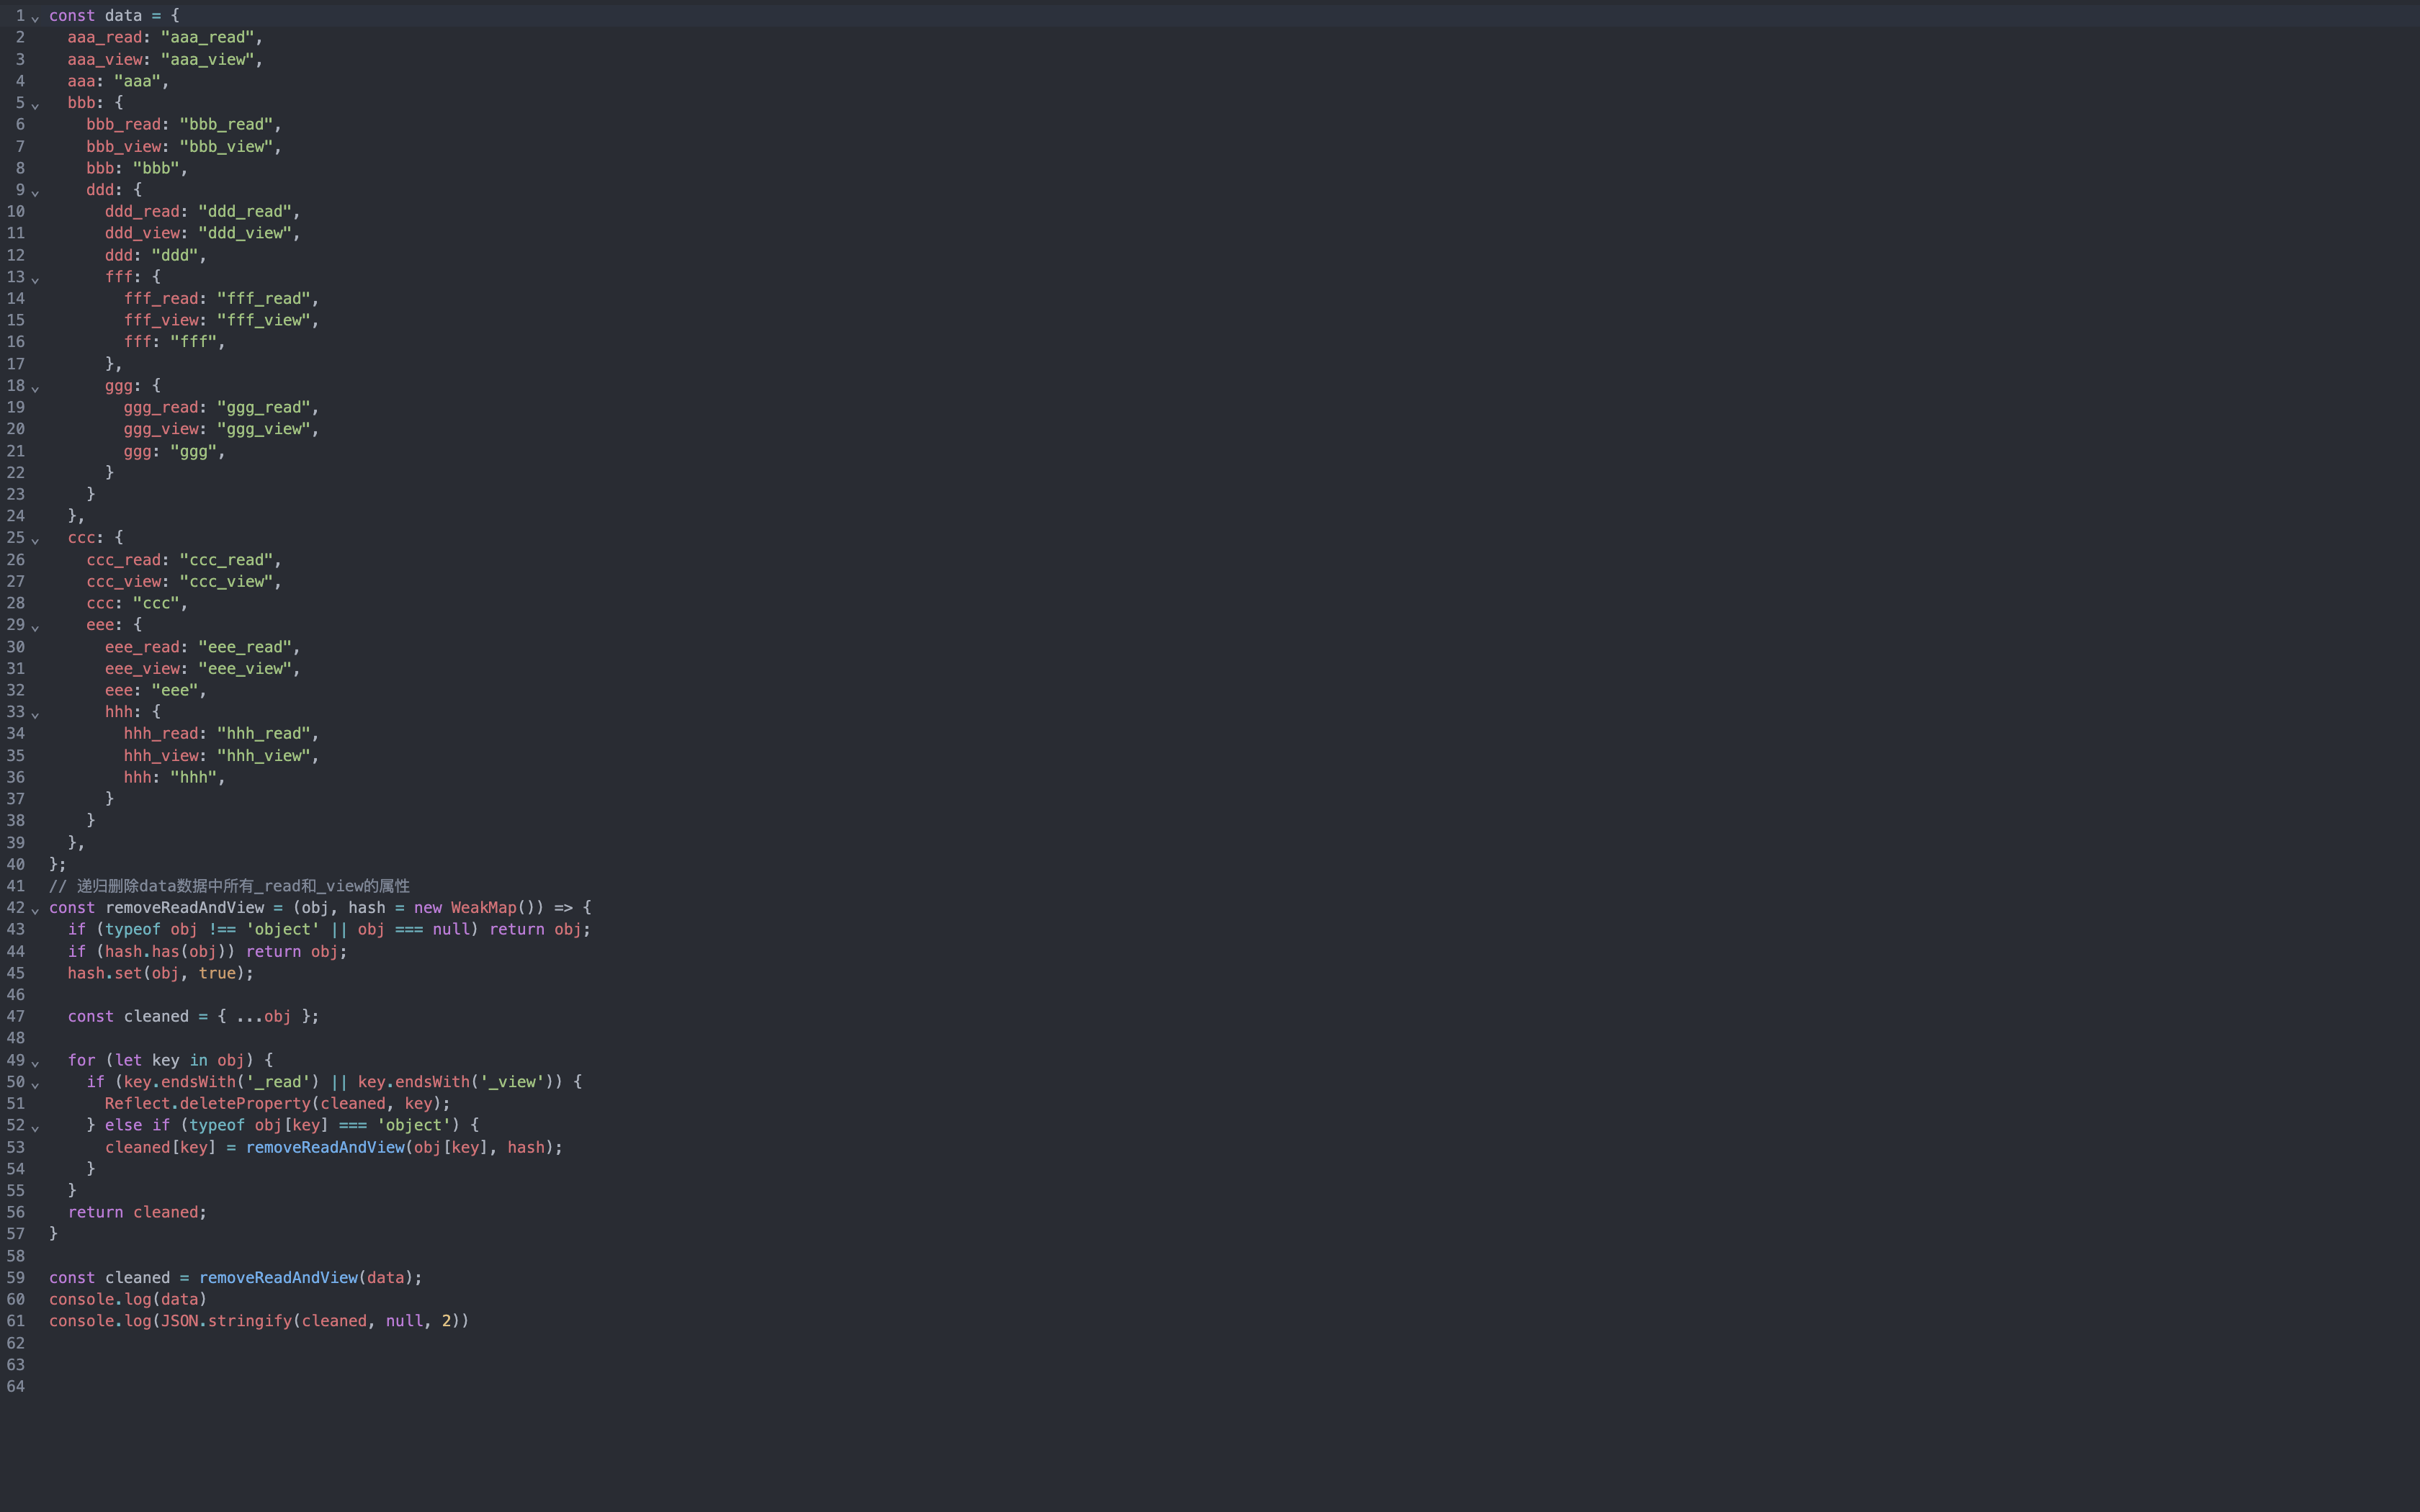 1 const data = {
2   aaa_read: "aaa_read",
3   aaa_view: "aaa_view",
4   aaa: "aaa",
5   bbb: {
6     bbb_read: "bbb_read",
7     bbb_view: "bbb_view",
8     bbb: "bbb",
9     ddd: {
10       ddd_read: "ddd_read",
11       ddd_view: "ddd_view",
12       ddd: "ddd",
13       fff: {
14         fff_read: "fff_read",
15         fff_view: "fff_view",
16         fff: "fff",
17       },
18       ggg: {
19         ggg_read: "ggg_read",
20         ggg_view: "ggg_view",
21         ggg: "ggg",
22       }
23     }
24   },
25   ccc: {
26     ccc_read: "ccc_read",
27     ccc_view: "ccc_view",
28     ccc: "ccc",
29     eee: {
30       eee_read: "eee_read",
31       eee_view: "eee_view",
32       eee: "eee",
33       hhh: {
34         hhh_read: "hhh_read",
35         hhh_view: "hhh_view",
36         hhh: "hhh",
37       }
38     }
39   },
40 };
41 // 递归删除data数据中所有_read和_view的属性
42 const removeReadAndView = (obj, hash = new WeakMap()) => {
43   if (typeof obj !== 'object' || obj === null) return obj;
44   if (hash.has(obj)) return obj;
45   hash.set(obj, true);
46
47   const cleaned = { ...obj };
48
49   for (let key in obj) {
50     if (key.endsWith('_read') || key.endsWith('_view')) {
51       Reflect.deleteProperty(cleaned, key);
52     } else if (typeof obj[key] === 'object') {
53       cleaned[key] = removeReadAndView(obj[key], hash);
54     }
55   }
56   return cleaned;
57 }
58
59 const cleaned = removeReadAndView(data);
60 console.log(data)
61 console.log(JSON.stringify(cleaned, null, 2))
62
63
64